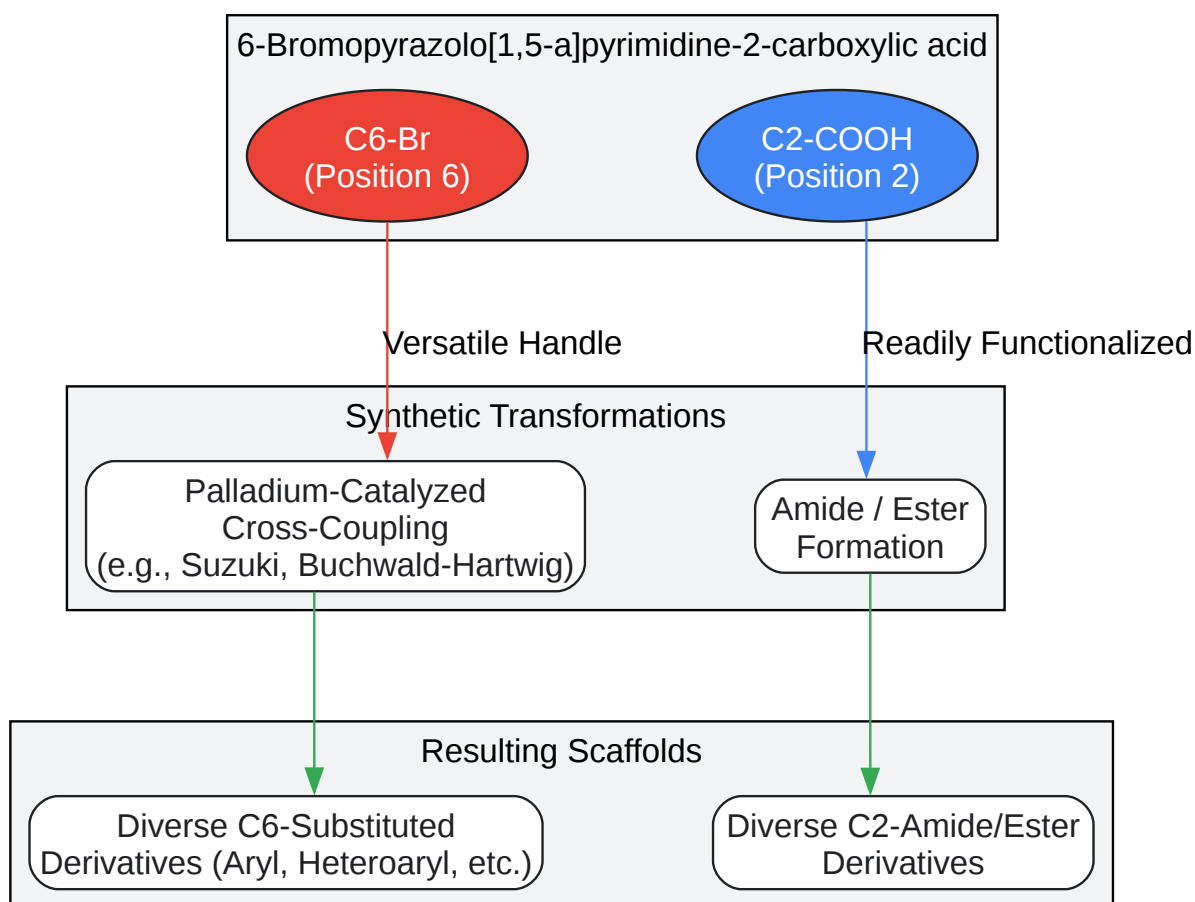 6-Bromopyrazolo[1,5-a]pyrimidine-2-carboxylic acid
C6-Br
(Position 6)
C2-COOH
(Position 2)
Versatile Handle
Readily Functionalized
Synthetic Transformations
Palladium-Catalyzed
Cross-Coupling
(e.g., Suzuki, Buchwald-Hartwig)
Amide / Ester
Formation
Resulting Scaffolds
Diverse C6-Substituted
Derivatives (Aryl, Heteroaryl, etc.)
Diverse C2-Amide/Ester
Derivatives